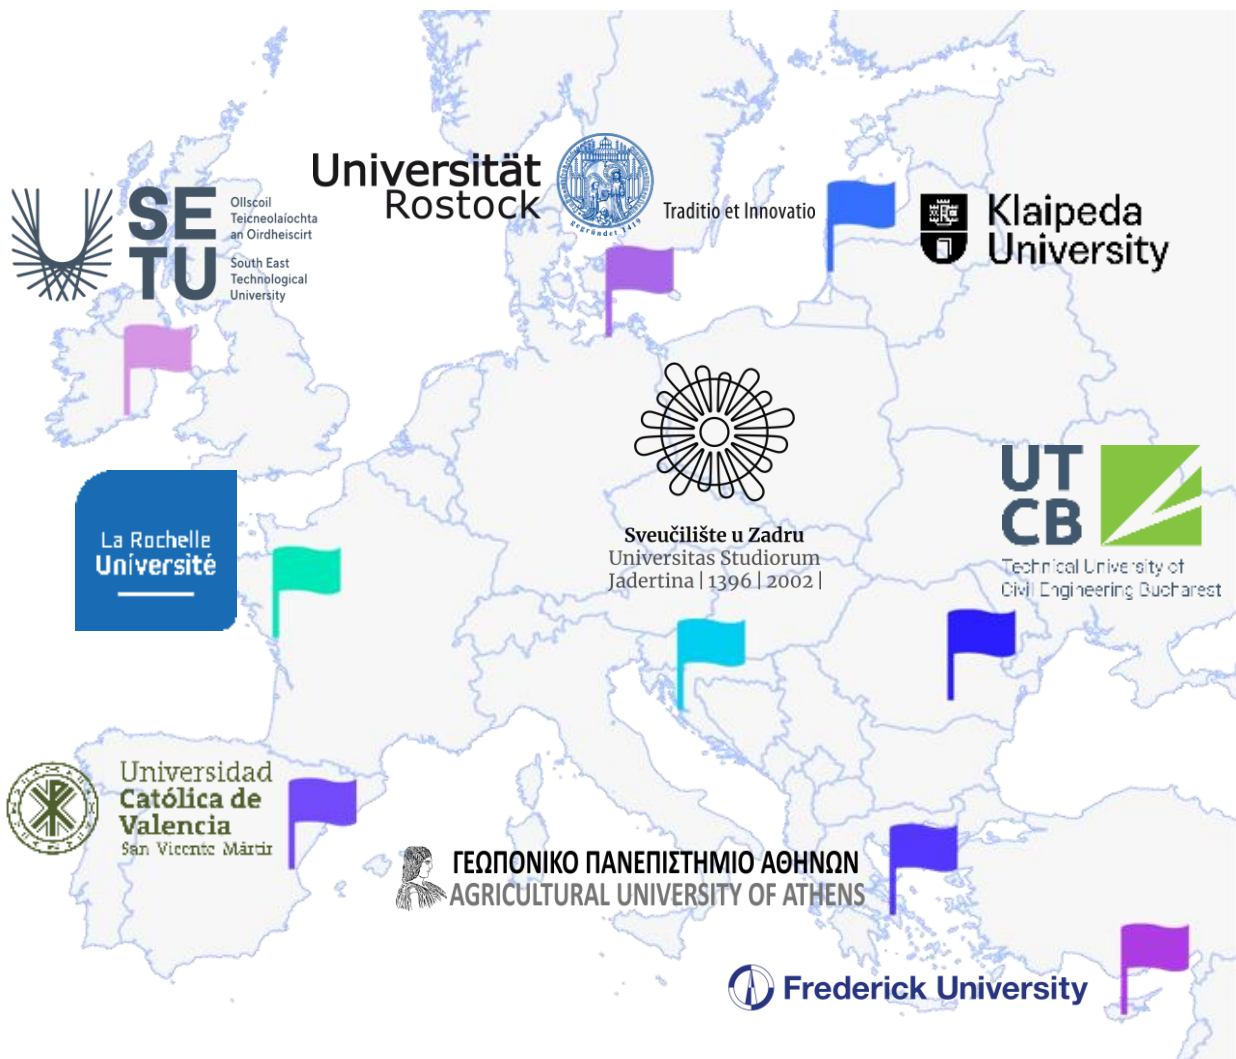 Universität
Rostock
gegründet 1419
Traditio et Innovatio
SE
TU
Ollscoil
Teicneolaíochta
an Oirdheiscirt
South East
Technological
University
Klaipeda
University
La Rochelle
Université
Sveučilište u Zadru
Universitas Studiorum
Jadertina | 1396 | 2002 |
UT
CB
Technical University of
Civil Engineering Bucharest
Universidad
Católica de
Valencia
San Vicente Mártir
ΓΕΩΠΟΝΙΚΟ ΠΑΝΕΠΙΣΤΗΜΙΟ ΑΘΗΝΩΝ
AGRICULTURAL UNIVERSITY OF ATHENS
Frederick University